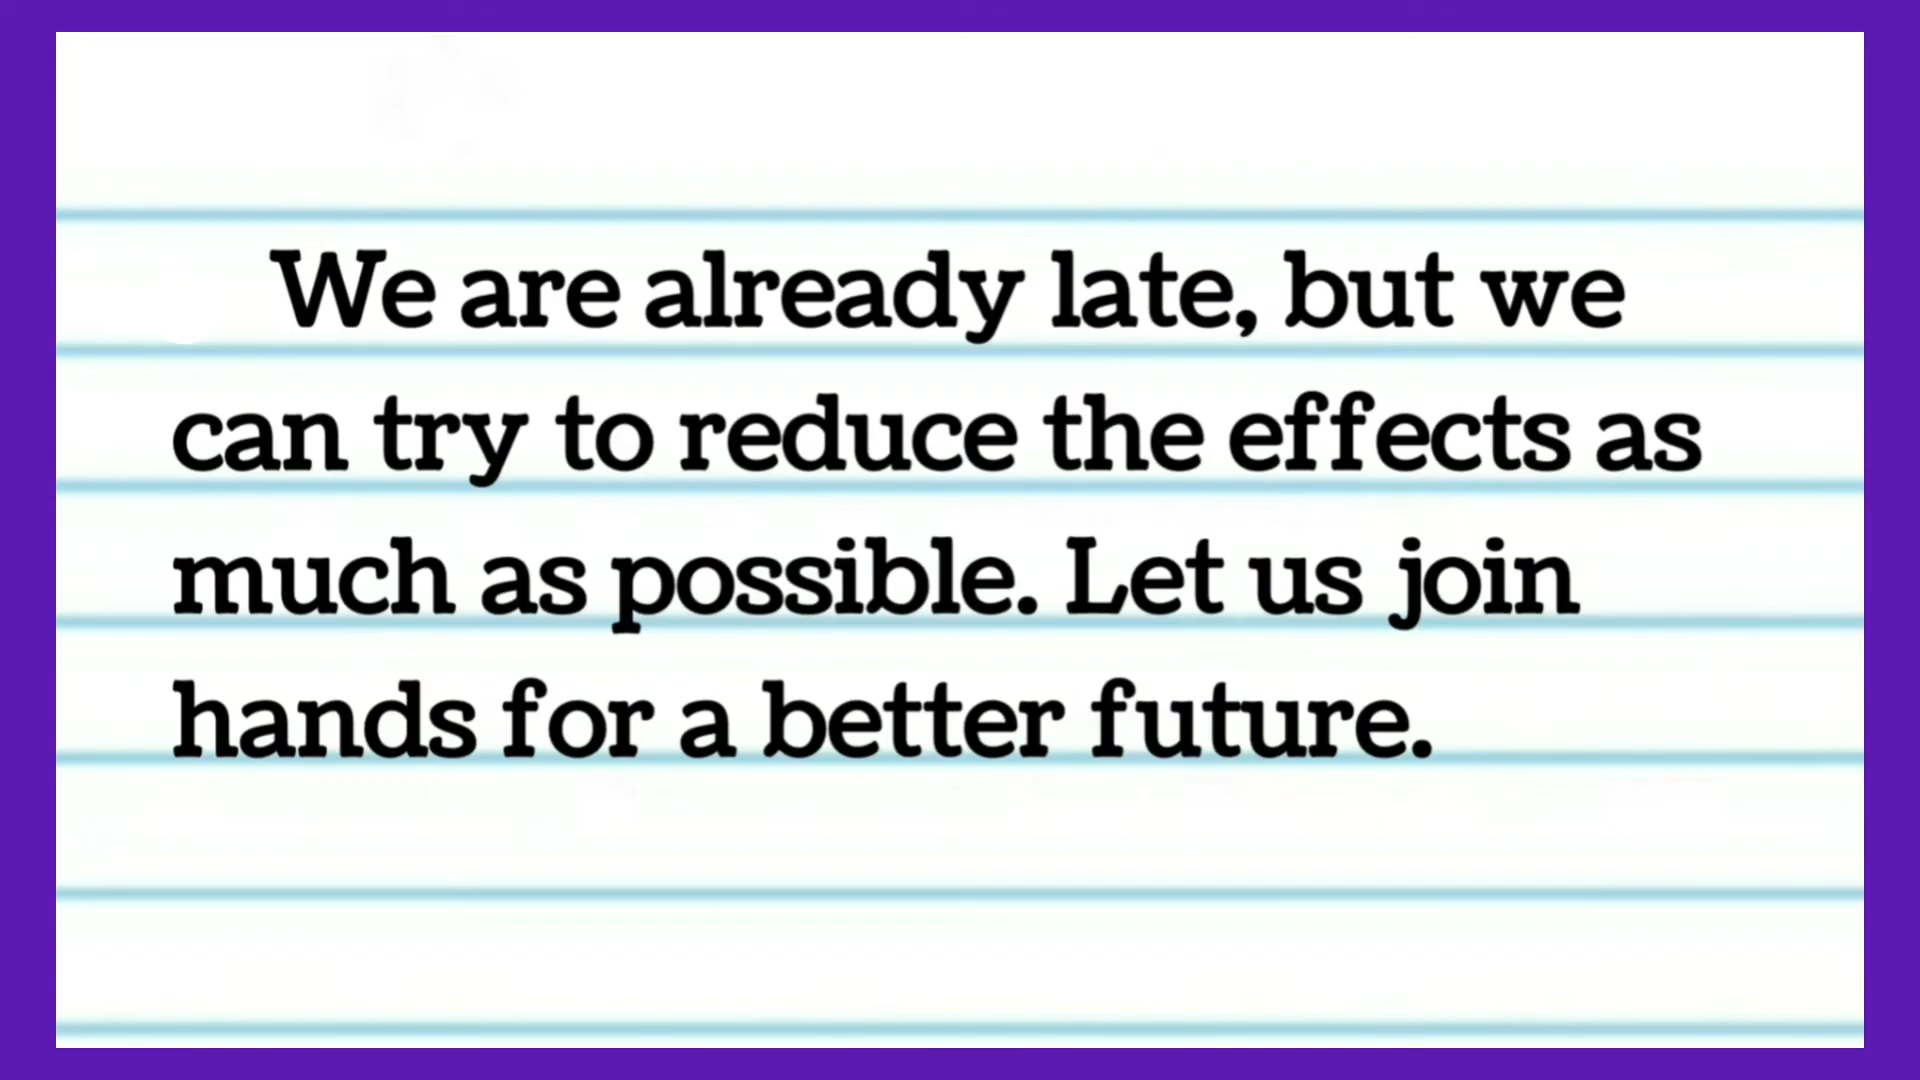 We are already late, but we
can try to reduce the effects as
much as possible. Let us join
hands for a better future.